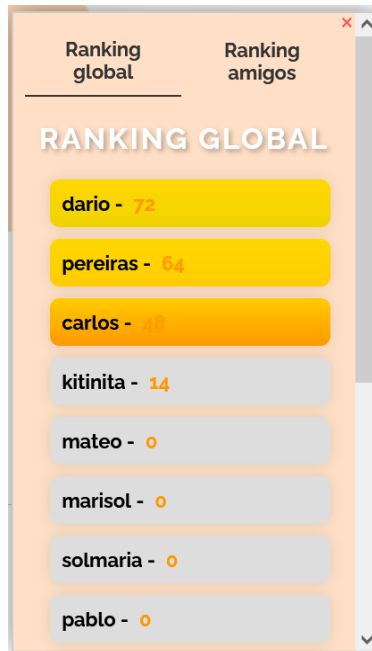 ×
Ranking
global
Ranking
amigos
RANKING GLOBAL
dario - 72
pereiras - 64
carlos - 48
kitinita - 14
mateo - 0
marisol - 0
solmaria - 0
pablo - 0